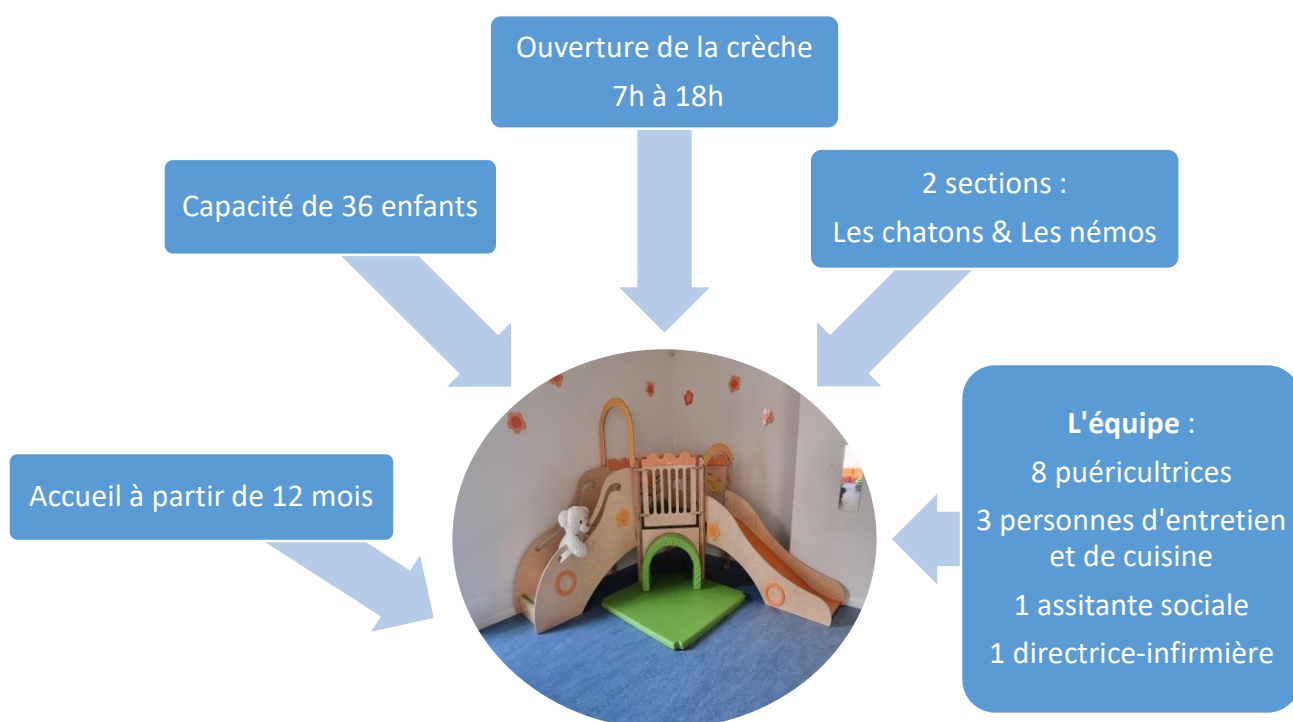 Ouverture de la crèche
7h à 18h
Capacité de 36 enfants
2 sections :
Les chatons & Les némos
Accueil à partir de 12 mois
L'équipe :
8 puéricultrices
3 personnes d'entretien
et de cuisine
1 assitante sociale
1 directrice-infirmière